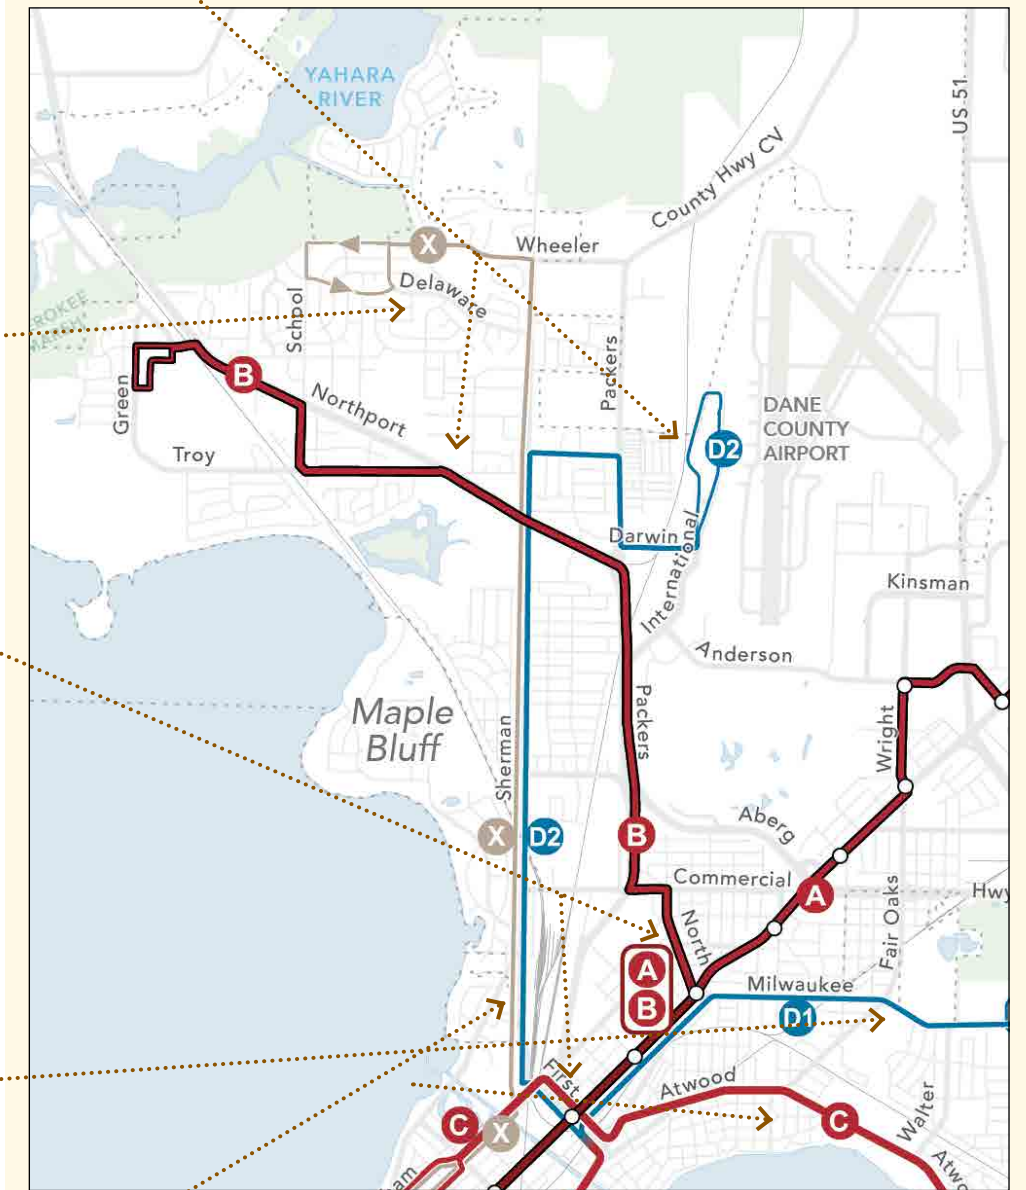 YAHARA
RIVER
US 51
County Hwy CV
X
Wheeler
Delaware
School
Packers
B
Northport
Green
Troy
DANE
COUNTY
AIRPORT
D2
Darwin
International
Kinsman
Anderson
Maple
Bluff
Sherman
Packers
Wright
X
D2
B
Aberg
Commercial
A
Fair Oaks
Hwy
North
A
B
Milwaukee
D1
First
Atwood
C
X
C
Walter